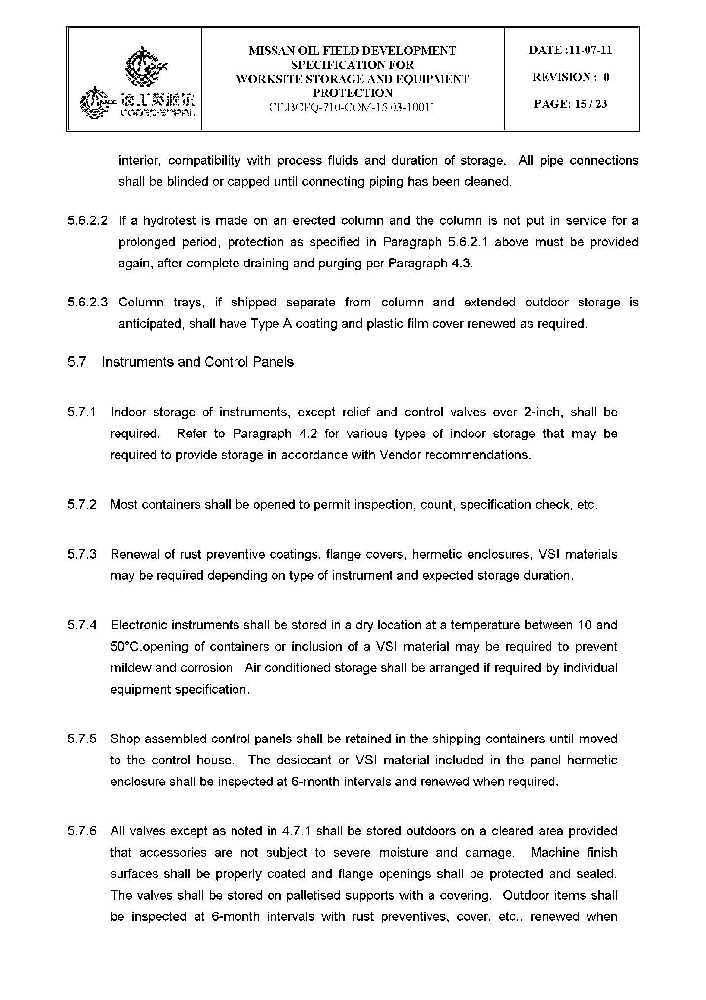 MISSAN OIL FIELD DEVELOPMENT
SPECIFICATION FOR
WORKSITE STORAGE AND EQUIPMENT
PROTECTION
CILBCFQ-710-COM-15.03-10011
DATE :11-07-11
REVISION : 0
PAGE: 15 / 23
海工英派尔
COOEC-ENPAL
interior, compatibility with process fluids and duration of storage. All pipe connections
shall be blinded or capped until connecting piping has been cleaned.
5.6.2.2 If a hydrotest is made on an erected column and the column is not put in service for a
prolonged period, protection as specified in Paragraph 5.6.2.1 above must be provided
again, after complete draining and purging per Paragraph 4.3.
5.6.2.3 Column trays, if shipped separate from column and extended outdoor storage is
anticipated, shall have Type A coating and plastic film cover renewed as required.
5.7 Instruments and Control Panels
5.7.1 Indoor storage of instruments, except relief and control valves over 2-inch, shall be
required. Refer to Paragraph 4.2 for various types of indoor storage that may be
required to provide storage in accordance with Vendor recommendations.
5.7.2 Most containers shall be opened to permit inspection, count, specification check, etc.
5.7.3 Renewal of rust preventive coatings, flange covers, hermetic enclosures, VSI materials
may be required depending on type of instrument and expected storage duration.
5.7.4 Electronic instruments shall be stored in a dry location at a temperature between 10 and
50°C.opening of containers or inclusion of a VSI material may be required to prevent
mildew and corrosion. Air conditioned storage shall be arranged if required by individual
equipment specification.
5.7.5 Shop assembled control panels shall be retained in the shipping containers until moved
to the control house. The desiccant or VSI material included in the panel hermetic
enclosure shall be inspected at 6-month intervals and renewed when required.
5.7.6 All valves except as noted in 4.7.1 shall be stored outdoors on a cleared area provided
that accessories are not subject to severe moisture and damage. Machine finish
surfaces shall be properly coated and flange openings shall be protected and sealed.
The valves shall be stored on palletised supports with a covering. Outdoor items shall
be inspected at 6-month intervals with rust preventives, cover, etc., renewed when